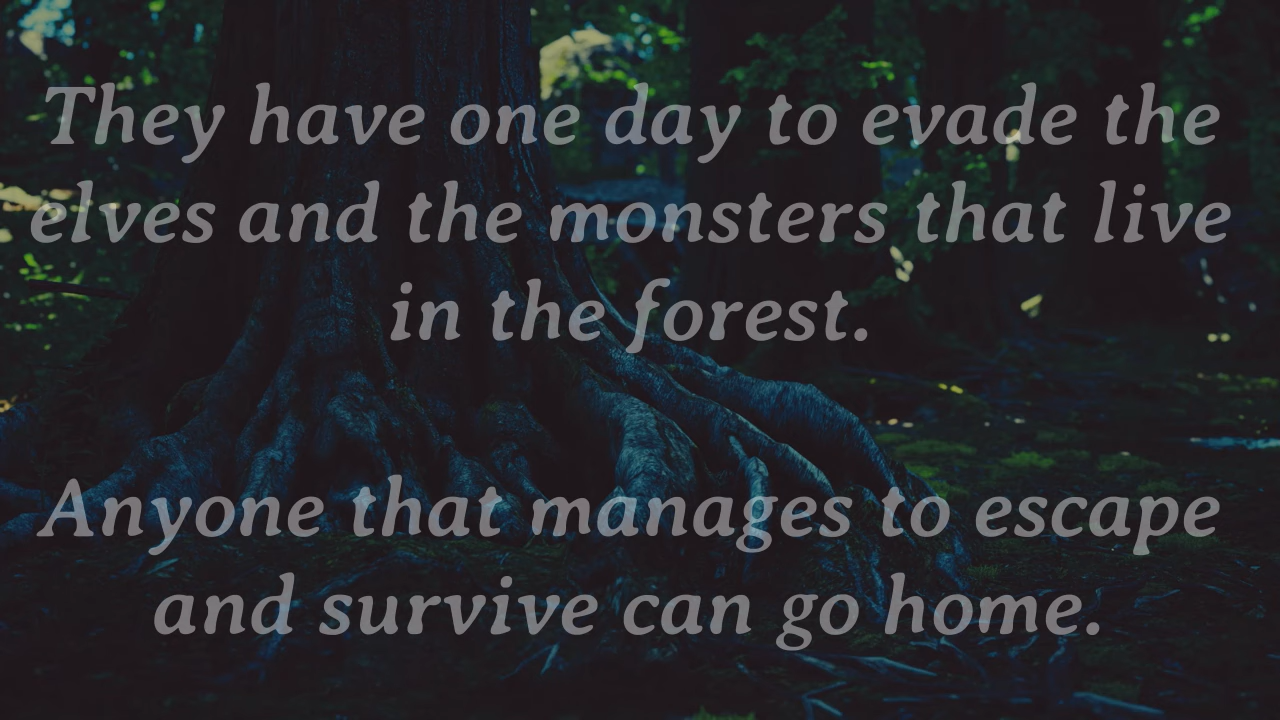 They have one day to evade the
elves and the monsters that live
in the forest.
Anyone that manages to escape
and survive can go home.